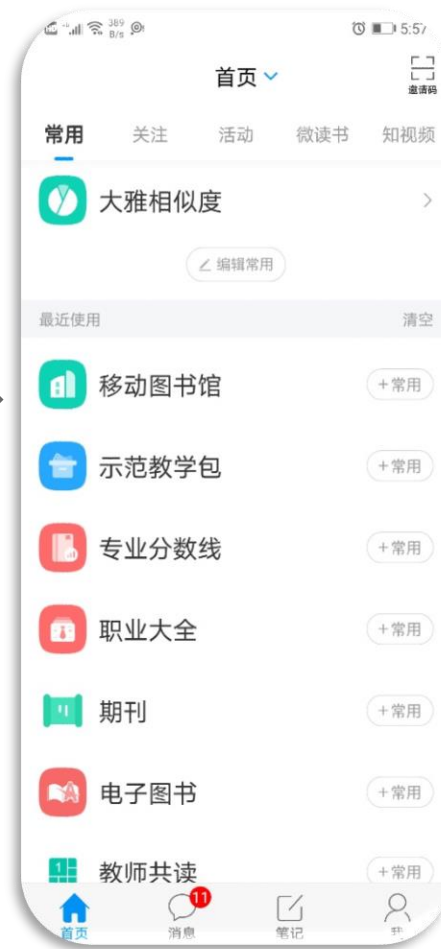 389
B/s
5:57
首页
邀请码
常用 关注 活动 微读书 知视频
大雅相似度
编辑常用
最近使用 清空
移动图书馆 +常用
示范教学包 +常用
专业分数线 +常用
职业大全 +常用
期刊 +常用
电子图书 +常用
教师共读 +常用
11
首页 消息 笔记 我